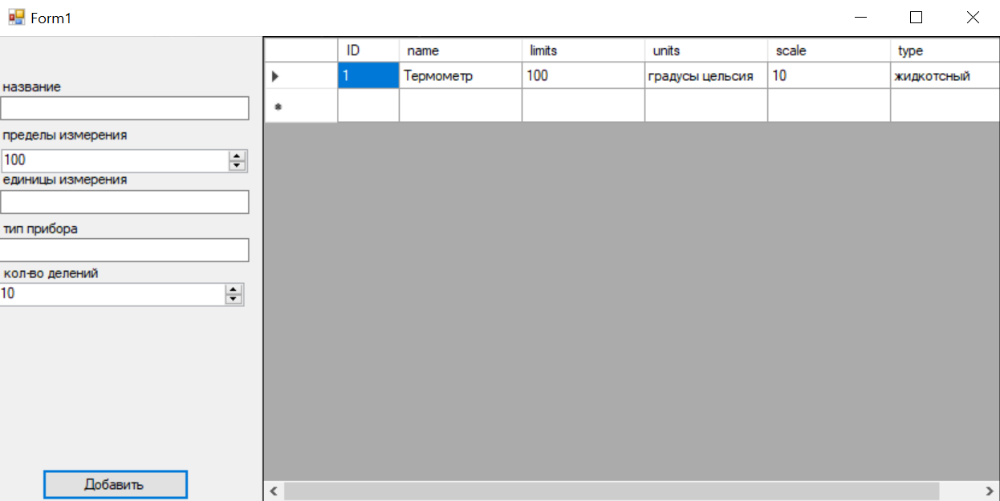 Form1
название
пределы измерения
100
единицы измерения
тип прибора
кол-во делений
10
Добавить
ID name limits units scale type
1 Термометр 100 градусы цельсия 10 жидкотсный